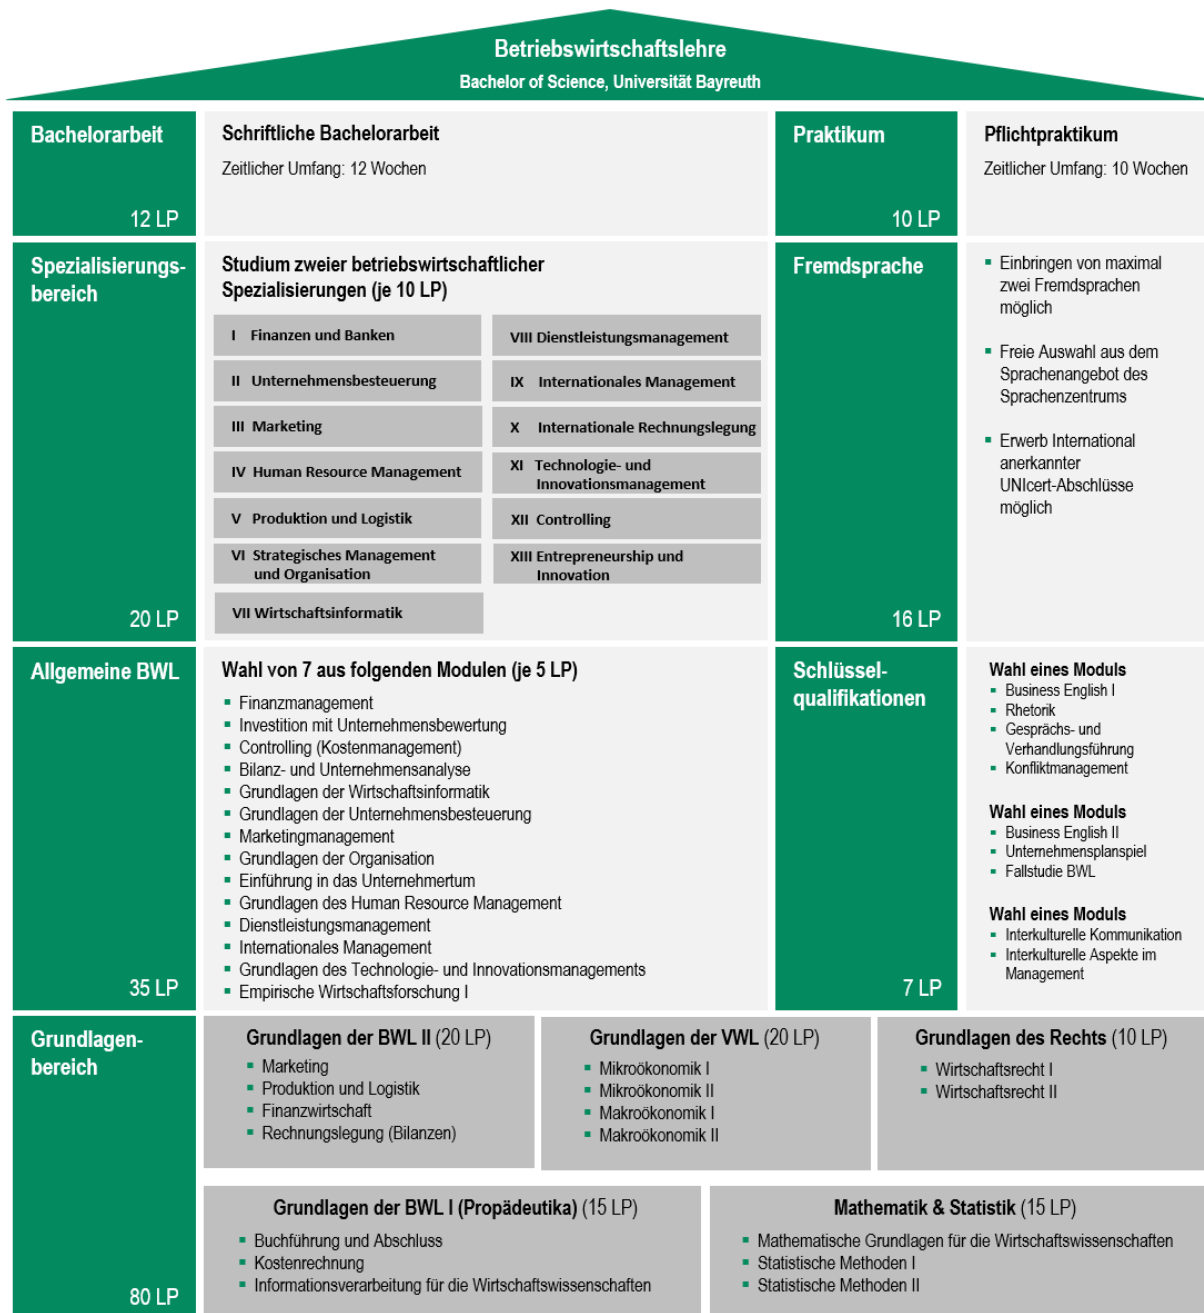 Betriebswirtschaftslehre
Bachelor of Science, Universität Bayreuth
Bachelorarbeit
12 LP
Schriftliche Bachelorarbeit
Zeitlicher Umfang: 12 Wochen
Praktikum
10 LP
Pflichtpraktikum
Zeitlicher Umfang: 10 Wochen
Spezialisierungs-
bereich
20 LP
Studium zweier betriebswirtschaftlicher
Spezialisierungen (je 10 LP)
I Finanzen und Banken
II Unternehmensbesteuerung
III Marketing
IV Human Resource Management
V Produktion und Logistik
VI Strategisches Management
und Organisation
VII Wirtschaftsinformatik
VIII Dienstleistungsmanagement
IX Internationales Management
X Internationale Rechnungslegung
XI Technologie- und
Innovationsmanagement
XII Controlling
XIII Entrepreneurship und
Innovation
Fremdsprache
16 LP
▪ Einbringen von maximal
zwei Fremdsprachen
möglich
▪ Freie Auswahl aus dem
Sprachenangebot des
Sprachenzentrums
▪ Erwerb International
anerkannter
UNIcert-Abschlüsse
möglich
Allgemeine BWL
35 LP
Wahl von 7 aus folgenden Modulen (je 5 LP)
▪ Finanzmanagement
▪ Investition mit Unternehmensbewertung
▪ Controlling (Kostenmanagement)
▪ Bilanz- und Unternehmensanalyse
▪ Grundlagen der Wirtschaftsinformatik
▪ Grundlagen der Unternehmensbesteuerung
▪ Marketingmanagement
▪ Grundlagen der Organisation
▪ Einführung in das Unternehmertum
▪ Grundlagen des Human Resource Management
▪ Dienstleistungsmanagement
▪ Internationales Management
▪ Grundlagen des Technologie- und Innovationsmanagements
▪ Empirische Wirtschaftsforschung I
Schlüssel-
qualifikationen
7 LP
Wahl eines Moduls
▪ Business English I
▪ Rhetorik
▪ Gesprächs- und
Verhandlungsführung
▪ Konfliktmanagement
Wahl eines Moduls
▪ Business English II
▪ Unternehmensplanspiel
▪ Fallstudie BWL
Wahl eines Moduls
▪ Interkulturelle Kommunikation
▪ Interkulturelle Aspekte im
Management
Grundlagen-
bereich
80 LP
Grundlagen der BWL II (20 LP)
▪ Marketing
▪ Produktion und Logistik
▪ Finanzwirtschaft
▪ Rechnungslegung (Bilanzen)
Grundlagen der VWL (20 LP)
▪ Mikroökonomik I
▪ Mikroökonomik II
▪ Makroökonomik I
▪ Makroökonomik II
Grundlagen des Rechts (10 LP)
▪ Wirtschaftsrecht I
▪ Wirtschaftsrecht II
Grundlagen der BWL I (Propädeutika) (15 LP)
▪ Buchführung und Abschluss
▪ Kostenrechnung
▪ Informationsverarbeitung für die Wirtschaftswissenschaften
Mathematik & Statistik (15 LP)
▪ Mathematische Grundlagen für die Wirtschaftswissenschaften
▪ Statistische Methoden I
▪ Statistische Methoden II